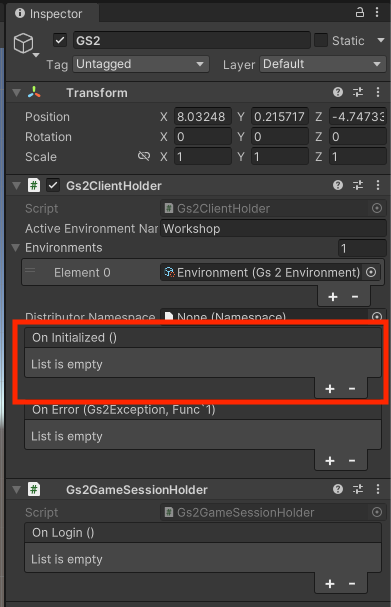 Inspector
GS2
Static
Tag Untagged Layer Default
Transform
Position X 8.03248 Y 0.215717 Z -4.74733
Rotation X 0 Y 0 Z 0
Scale X 1 Y 1 Z 1
Gs2ClientHolder
Script Gs2ClientHolder
Active Environment Nar Workshop
Environments 1
Element 0 Environment (Gs 2 Environment)
+ -
Distributor Namespace None (Namespace)
On Initialized ()
List is empty
+ -
On Error (Gs2Exception, Func`1)
List is empty
+ -
Gs2GameSessionHolder
Script Gs2GameSessionHolder
On Login ()
List is empty
+ -